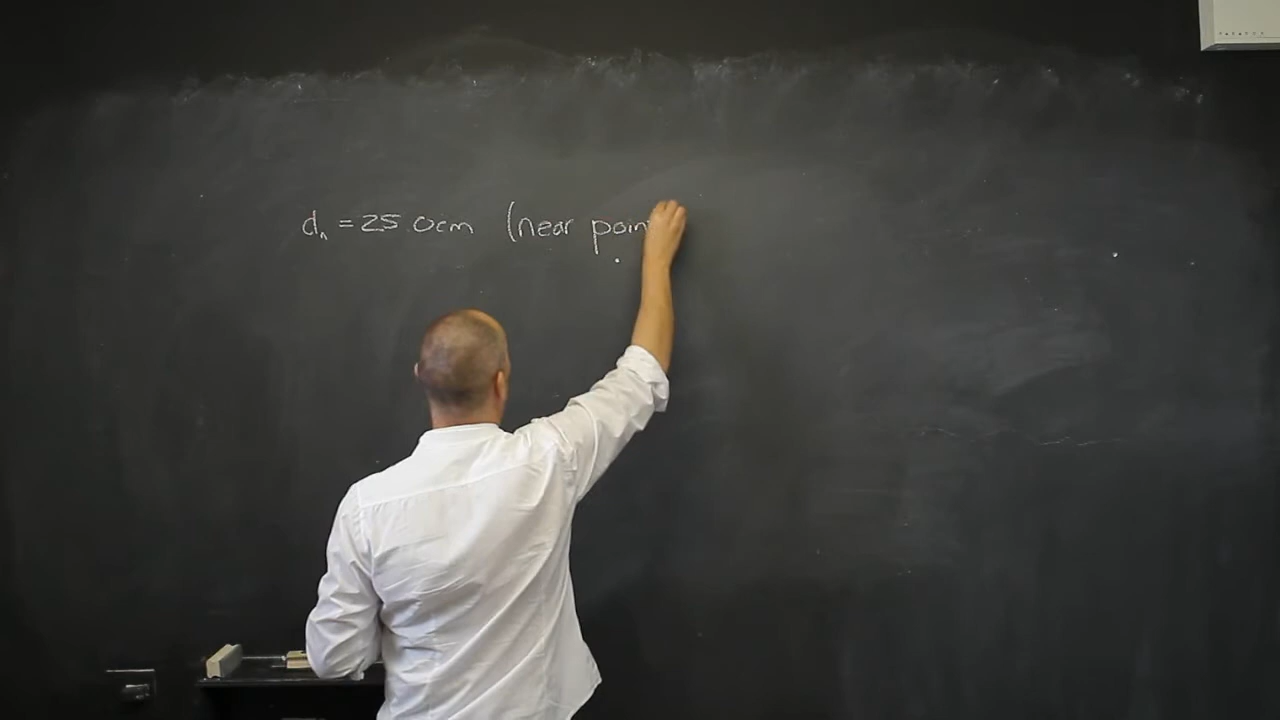 dₙ = 25.0cm (near poin